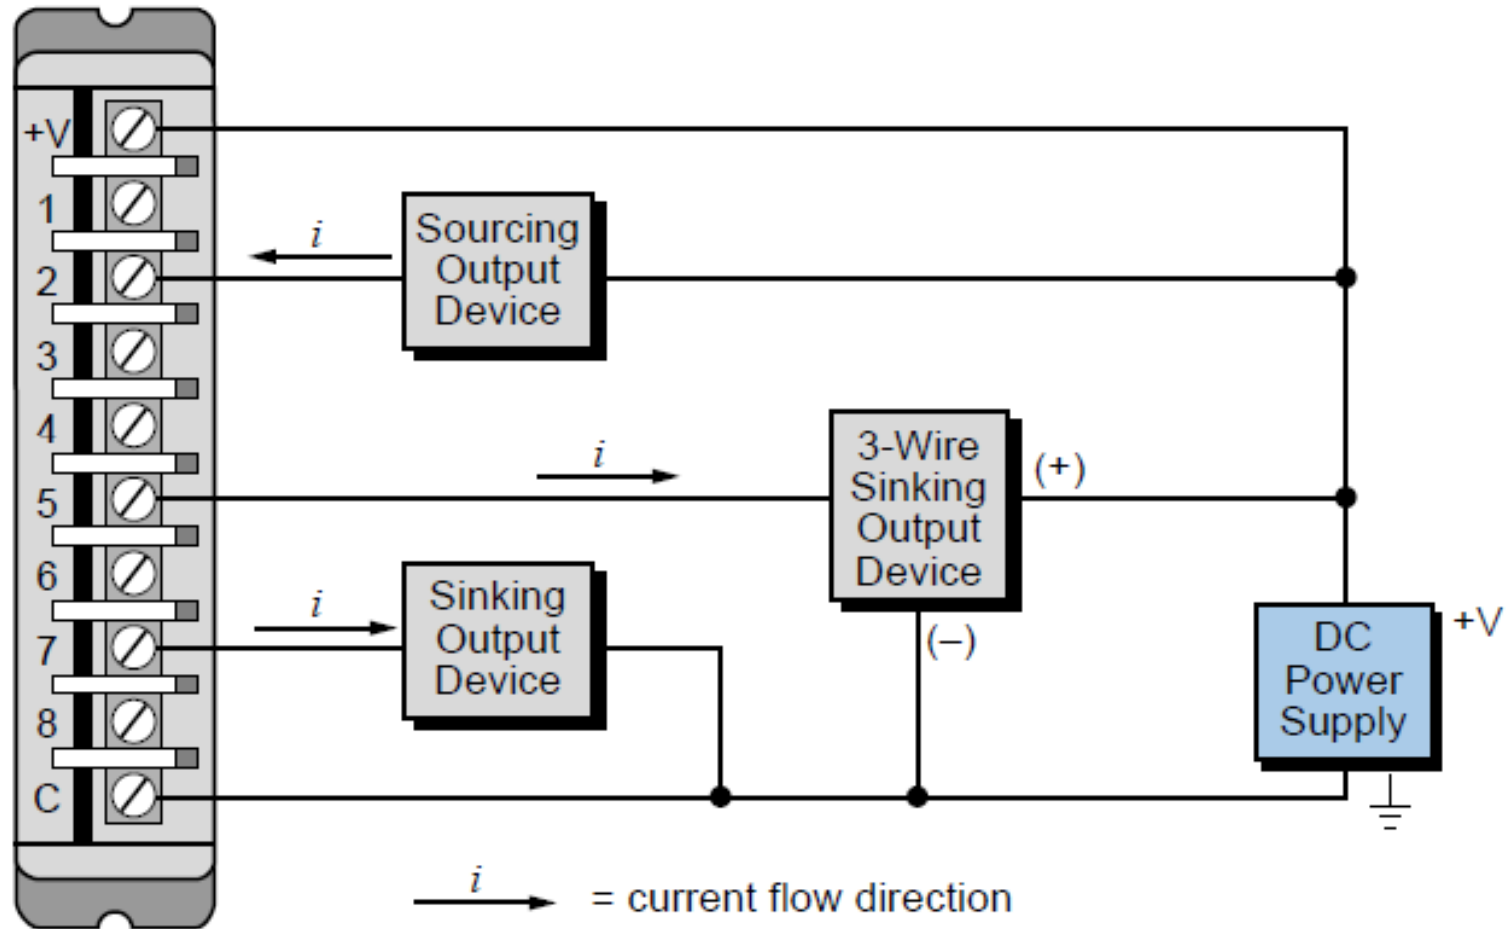 +V
1
2
3
4
5
6
7
8
C
i
Sourcing
Output
Device
i
3-Wire
Sinking
Output
Device
(+)
(–)
i
Sinking
Output
Device
DC
Power
Supply
+V
i
= current flow direction